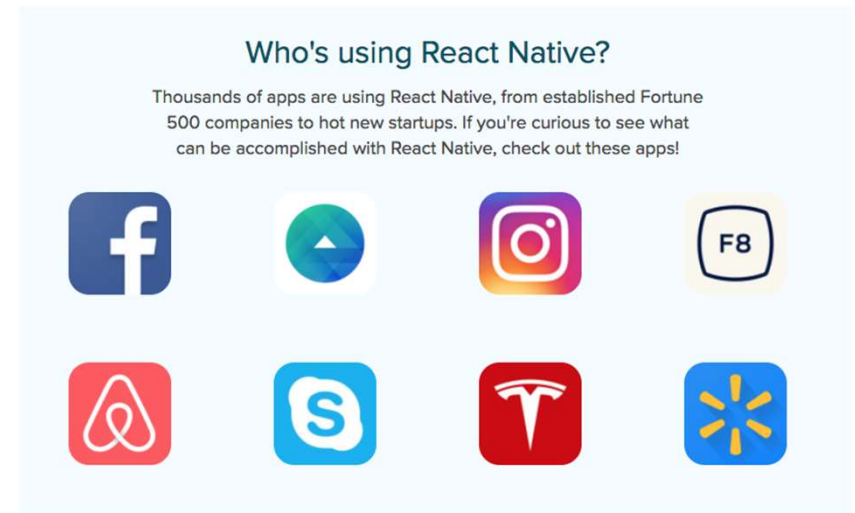 Who's using React Native?
Thousands of apps are using React Native, from established Fortune
500 companies to hot new startups. If you're curious to see what
can be accomplished with React Native, check out these apps!
f
F8
S
T